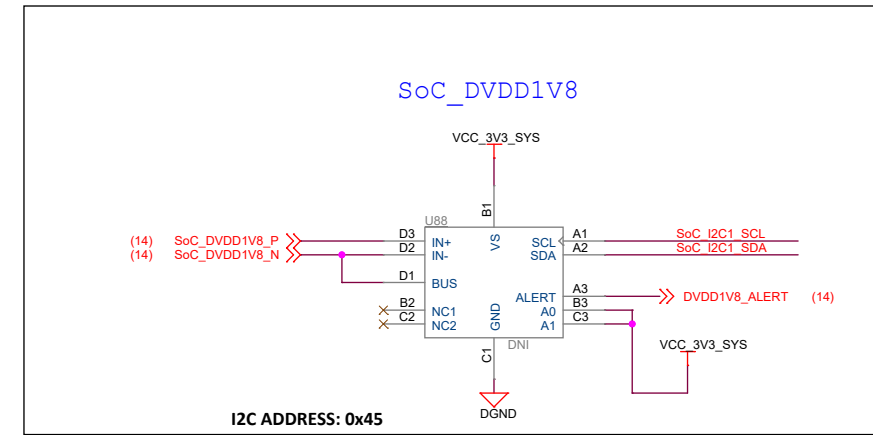 SoC_DVDD1V8
VCC_3V3_SYS
B1
U88
(14) SoC_DVDD1V8_P D3 IN+ VS SCL A1 SoC_I2C1_SCL
(14) SoC_DVDD1V8_N D2 IN- SDA A2 SoC_I2C1_SDA
D1 BUS
ALERT A3 DVDD1V8_ALERT (14)
B2 NC1 A0 B3
C2 NC2 GND A1 C3
DNI
VCC_3V3_SYS
C1
DGND
I2C ADDRESS: 0x45